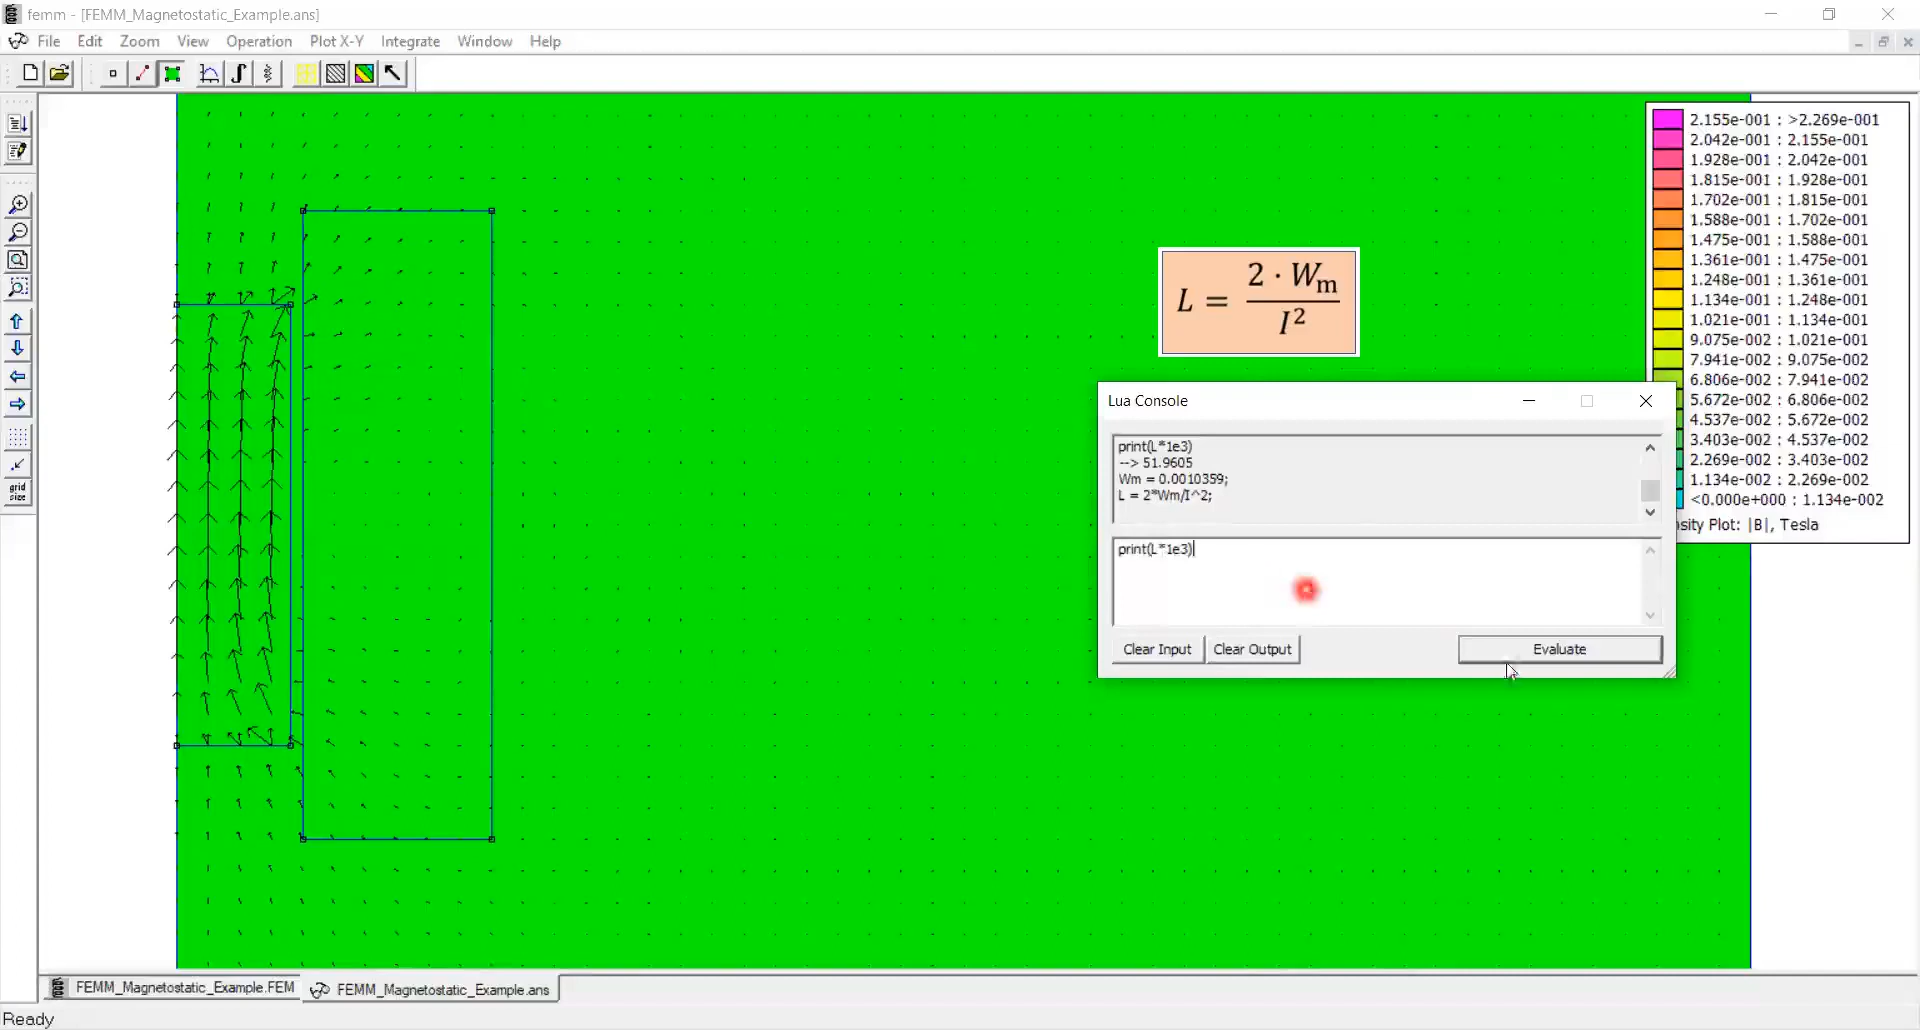 femm - [FEMM_Magnetostatic_Example.ans]
File Edit Zoom View Operation Plot X-Y Integrate Window Help
grid
size
2.155e-001 : >2.269e-001
2.042e-001 : 2.155e-001
1.928e-001 : 2.042e-001
1.815e-001 : 1.928e-001
1.702e-001 : 1.815e-001
1.588e-001 : 1.702e-001
1.475e-001 : 1.588e-001
1.361e-001 : 1.475e-001
1.248e-001 : 1.361e-001
1.134e-001 : 1.248e-001
1.021e-001 : 1.134e-001
9.075e-002 : 1.021e-001
7.941e-002 : 9.075e-002
6.806e-002 : 7.941e-002
5.672e-002 : 6.806e-002
4.537e-002 : 5.672e-002
3.403e-002 : 4.537e-002
2.269e-002 : 3.403e-002
1.134e-002 : 2.269e-002
<0.000e+000 : 1.134e-002
sity Plot: |B|, Tesla
L = 2 · Wm / I²
Lua Console
print(L*1e3)
--> 51.9605
Wm = 0.0010359;
L = 2*Wm/I^2;
print(L*1e3)
Clear Input Clear Output Evaluate
FEMM_Magnetostatic_Example.FEM FEMM_Magnetostatic_Example.ans
Ready